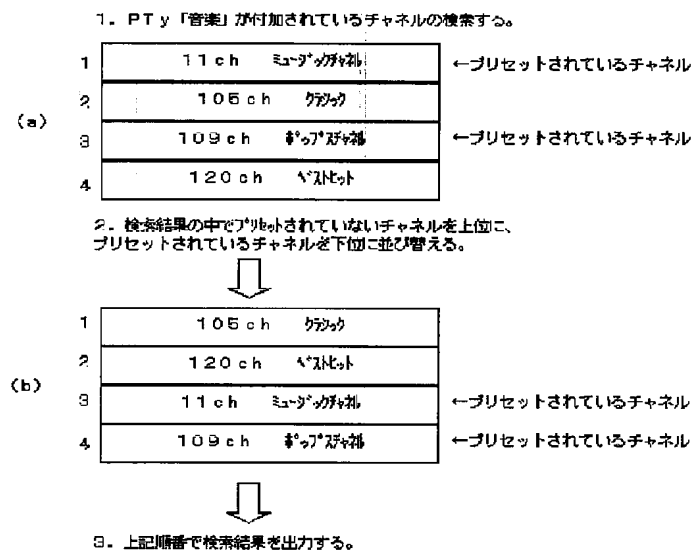 1．PTy「音楽」が付加されているチャネルの検索する。
1 11ch ﾐｭｰｼﾞｯｸﾁｬﾈﾙ ←プリセットされているチャネル
2 105ch ｸﾗｼｯｸ
(a)
3 109ch ﾎﾟｯﾌﾟｽﾁｬﾈﾙ ←プリセットされているチャネル
4 120ch ﾍﾞｽﾄﾋｯﾄ
2．検索結果の中でﾌﾟﾘｾｯﾄされていないチャネルを上位に、
プリセットされているチャネルを下位に並び替える。
1 105ch ｸﾗｼｯｸ
2 120ch ﾍﾞｽﾄﾋｯﾄ
(b)
3 11ch ﾐｭｰｼﾞｯｸﾁｬﾈﾙ ←プリセットされているチャネル
4 109ch ﾎﾟｯﾌﾟｽﾁｬﾈﾙ ←プリセットされているチャネル
3．上記順番で検索結果を出力する。